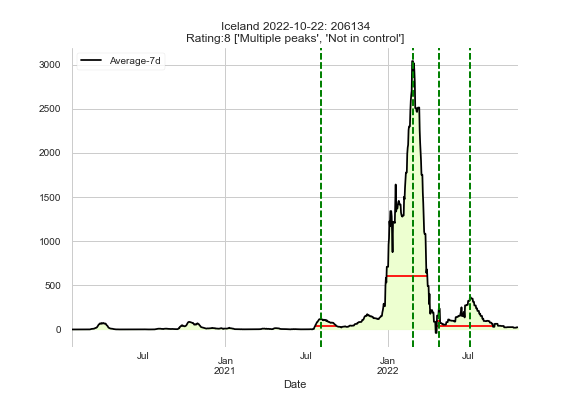 Iceland 2022-10-22: 206134
Rating:8 ['Multiple peaks', 'Not in control']
Average-7d
3000
2500
2000
1500
1000
500
0
Jul
Jan
2021
Jul
Jan
2022
Jul
Date